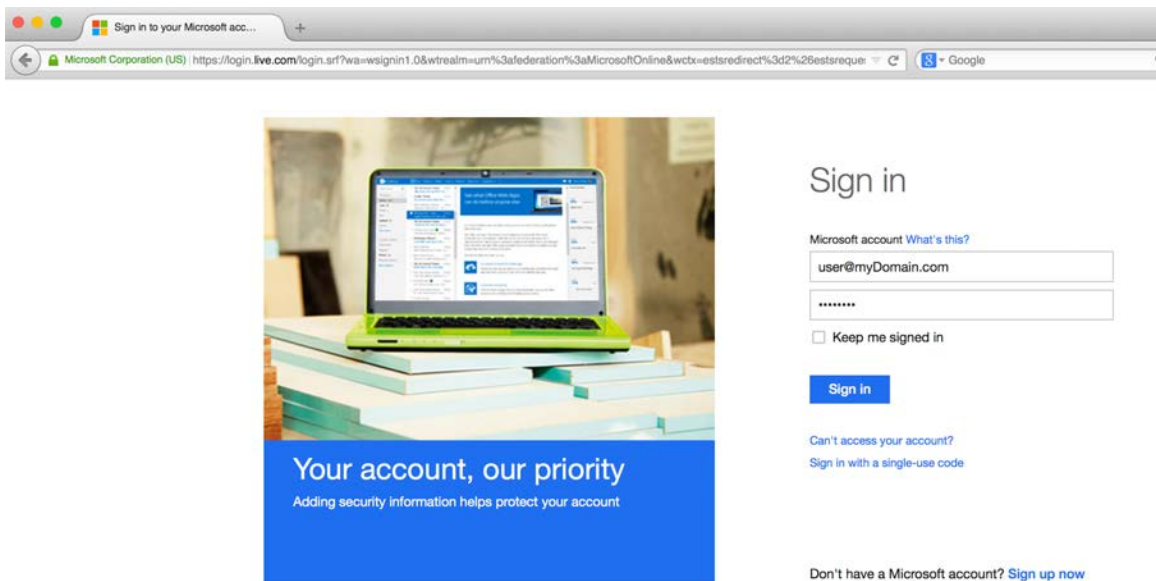 Sign in to your Microsoft acc...
Microsoft Corporation (US) https://login.live.com/login.srf?wa=wsignin1.0&wtrealm=urn%3afederation%3aMicrosoftOnline&wctx=estsredirect%3d2%26estsreques
Google
Sign in
Microsoft account What's this?
user@myDomain.com
Keep me signed in
Sign in
Can't access your account?
Sign in with a single-use code
Your account, our priority
Adding security information helps protect your account
Don't have a Microsoft account? Sign up now